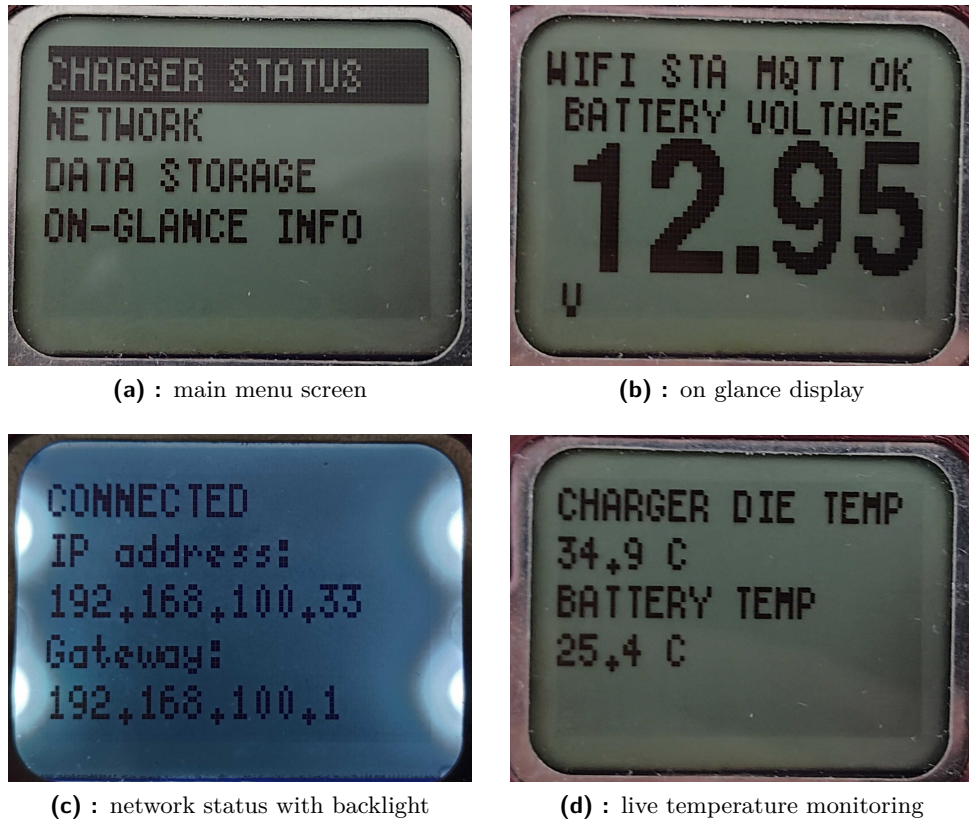 CHARGER STATUS
NETWORK
DATA STORAGE
ON-GLANCE INFO
(a) : main menu screen
WIFI STA MQTT OK
BATTERY VOLTAGE
12.95
V
(b) : on glance display
CONNECTED
IP address:
192.168.100.33
Gateway:
192.168.100.1
(c) : network status with backlight
CHARGER DIE TEMP
34.9 C
BATTERY TEMP
25.4 C
(d) : live temperature monitoring